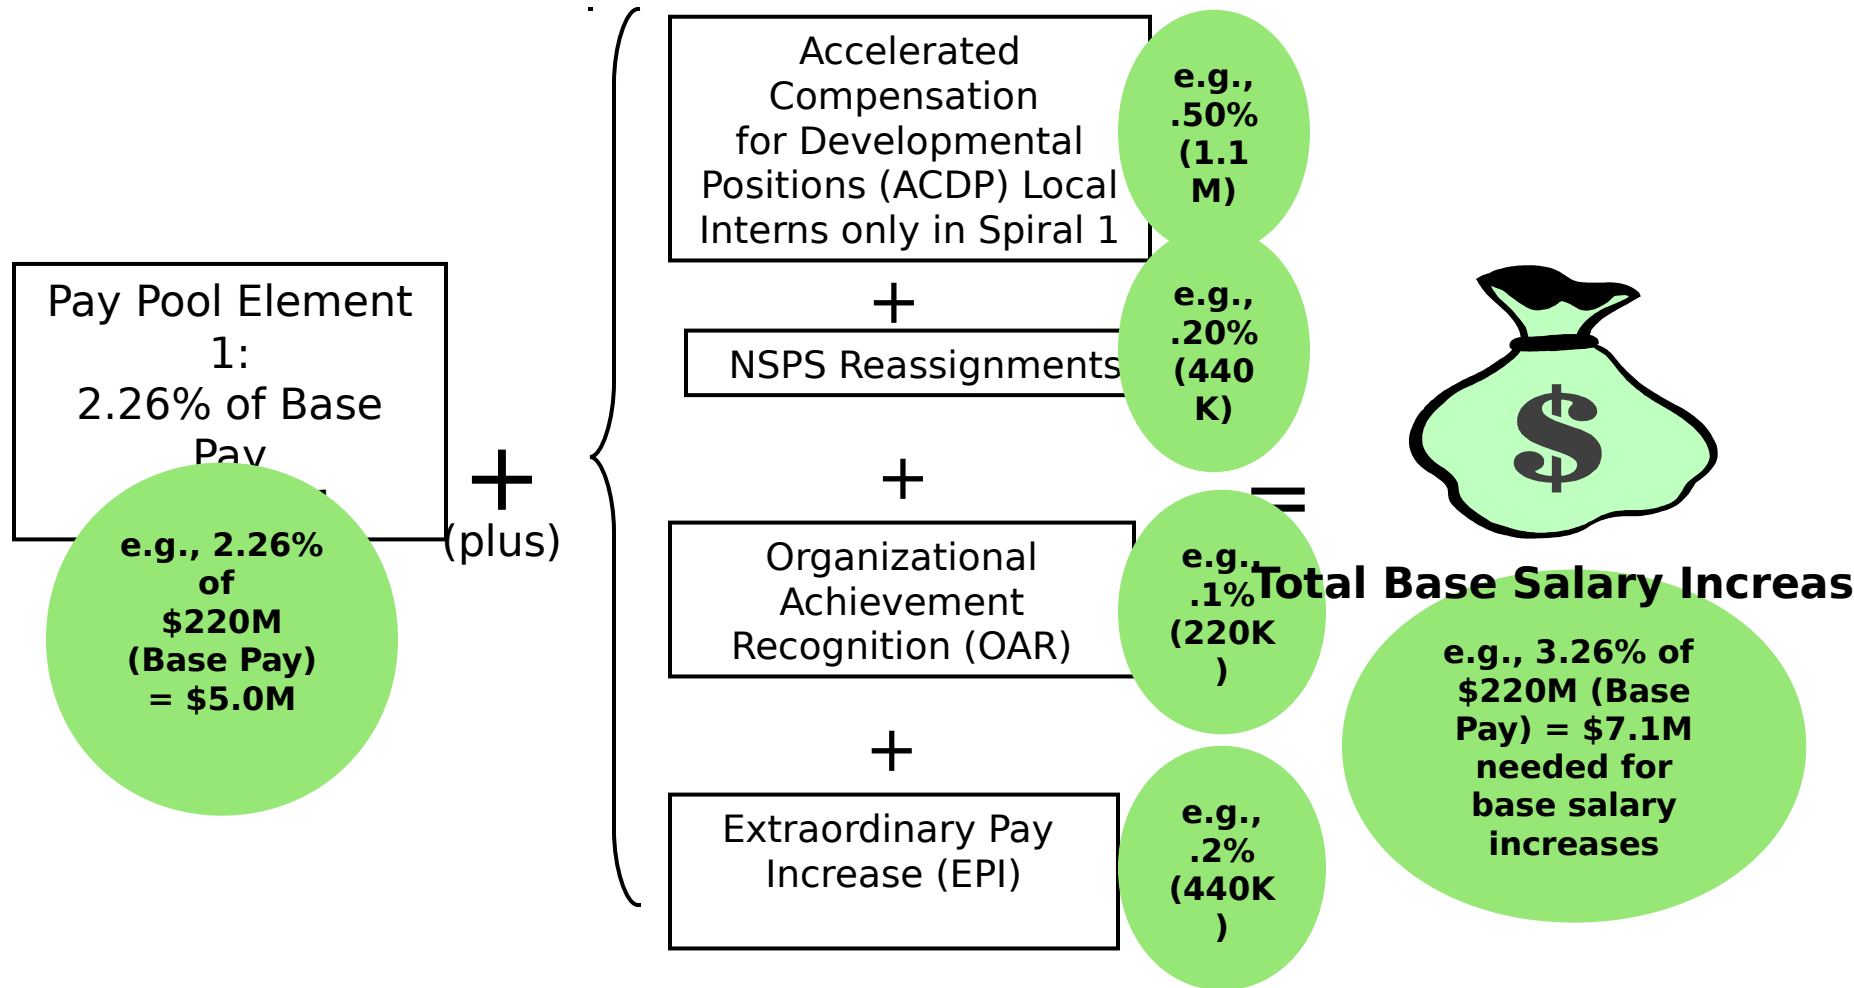 Accelerated
Compensation
for Developmental
Positions (ACDP) Local
Interns only in Spiral 1
e.g.,
.50%
(1.1
M)
+
NSPS Reassignments
e.g.,
.20%
(440
K)
Pay Pool Element
1:
2.26% of Base
Pay
e.g., 2.26%
of
$220M
(Base Pay)
= $5.0M
+
(plus)
+
Organizational
Achievement
Recognition (OAR)
e.g.,
.1%
(220K
)
+
Extraordinary Pay
Increase (EPI)
e.g.,
.2%
(440K
)
=
$
Total Base Salary Increas
e.g., 3.26% of
$220M (Base
Pay) = $7.1M
needed for
base salary
increases